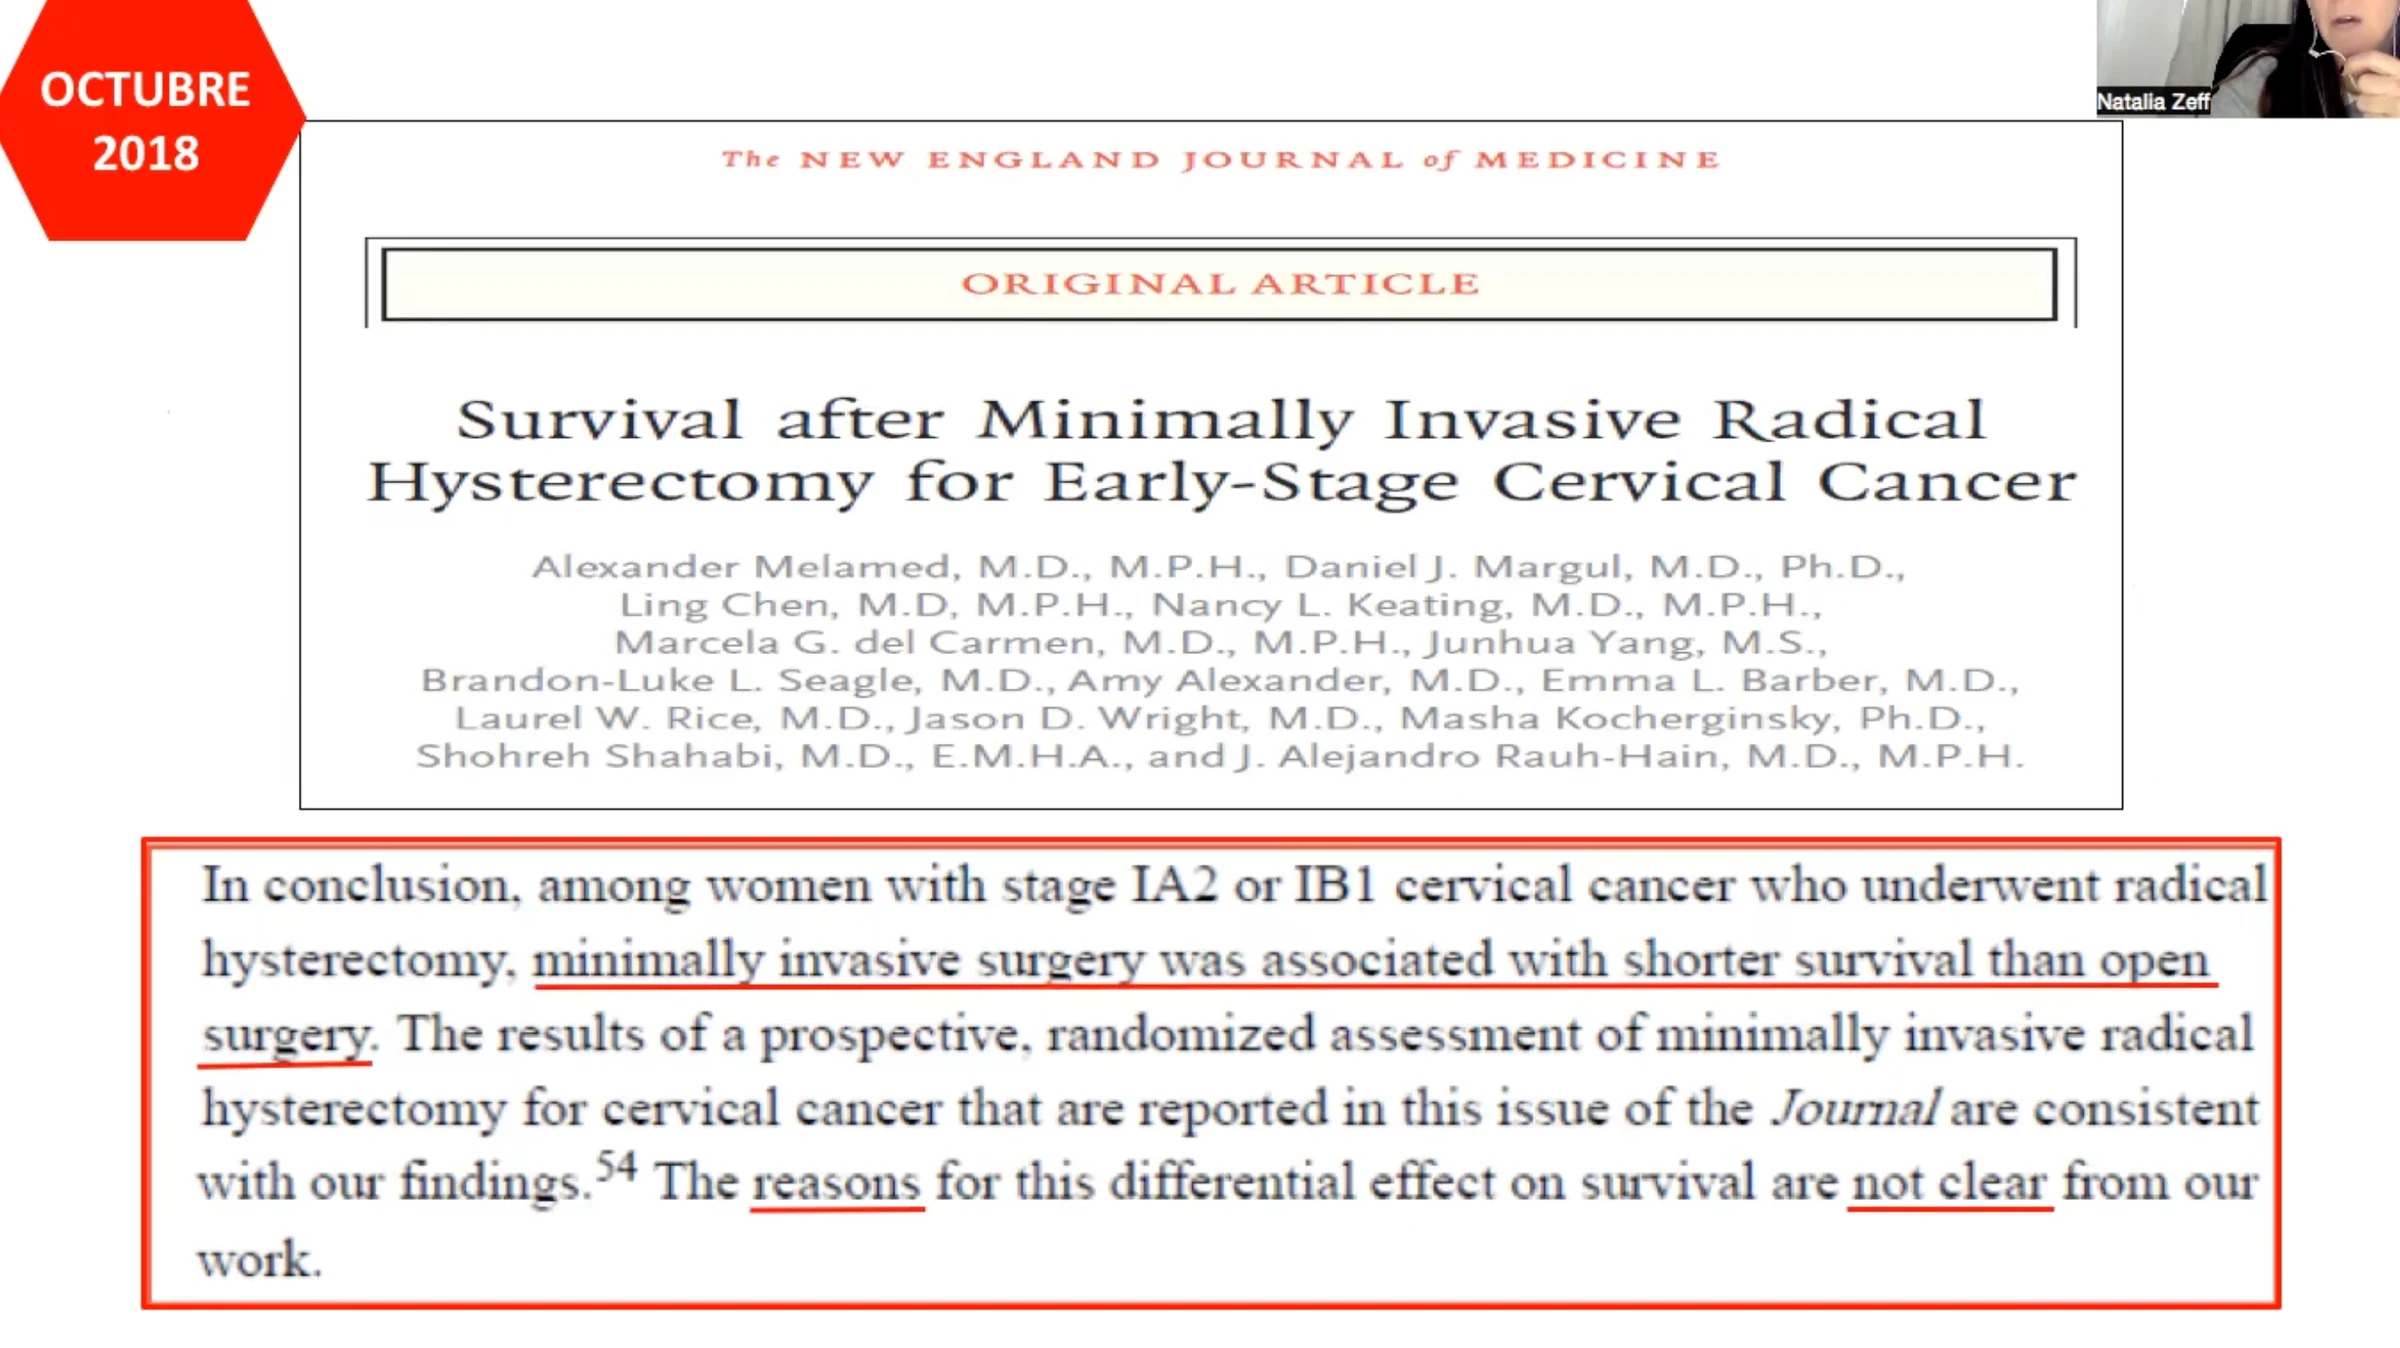 OCTUBRE
2018
Natalia Zeff
The NEW ENGLAND JOURNAL of MEDICINE
ORIGINAL ARTICLE
Survival after Minimally Invasive Radical
Hysterectomy for Early-Stage Cervical Cancer
Alexander Melamed, M.D., M.P.H., Daniel J. Margul, M.D., Ph.D.,
Ling Chen, M.D, M.P.H., Nancy L. Keating, M.D., M.P.H.,
Marcela G. del Carmen, M.D., M.P.H., Junhua Yang, M.S.,
Brandon-Luke L. Seagle, M.D., Amy Alexander, M.D., Emma L. Barber, M.D.,
Laurel W. Rice, M.D., Jason D. Wright, M.D., Masha Kocherginsky, Ph.D.,
Shohreh Shahabi, M.D., E.M.H.A., and J. Alejandro Rauh-Hain, M.D., M.P.H.
In conclusion, among women with stage IA2 or IB1 cervical cancer who underwent radical
hysterectomy, minimally invasive surgery was associated with shorter survival than open
surgery. The results of a prospective, randomized assessment of minimally invasive radical
hysterectomy for cervical cancer that are reported in this issue of the Journal are consistent
with our findings.54 The reasons for this differential effect on survival are not clear from our
work.